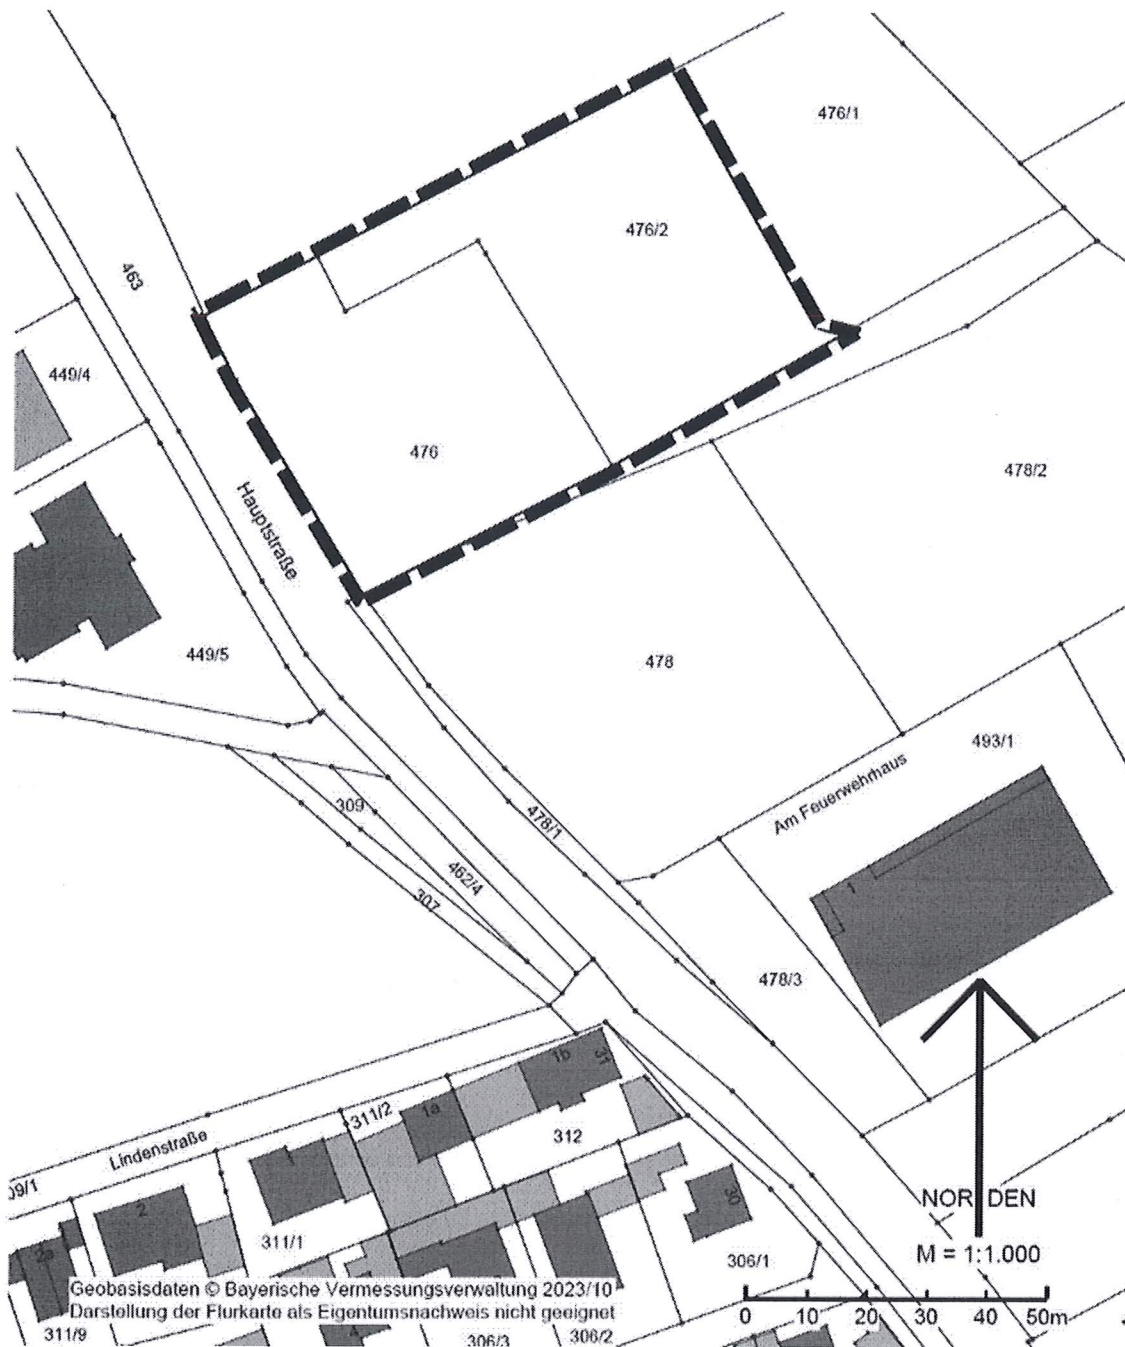 476/1
476/2
463
449/4
476
478/2
Hauptstraße
449/5
478
493/1
Am Feuerwehrhaus
309
478/1
1
462/4
307
478/3
1b
31
1a
311/2
312
Lindenstraße
09/1
2
30
NORDEN
2a
311/1
306/1
M = 1:1.000
Geobasisdaten © Bayerische Vermessungsverwaltung 2023/10
Darstellung der Flurkarte als Eigentumsnachweis nicht geeignet
0 10 20 30 40 50m
311/9
306/3
306/2